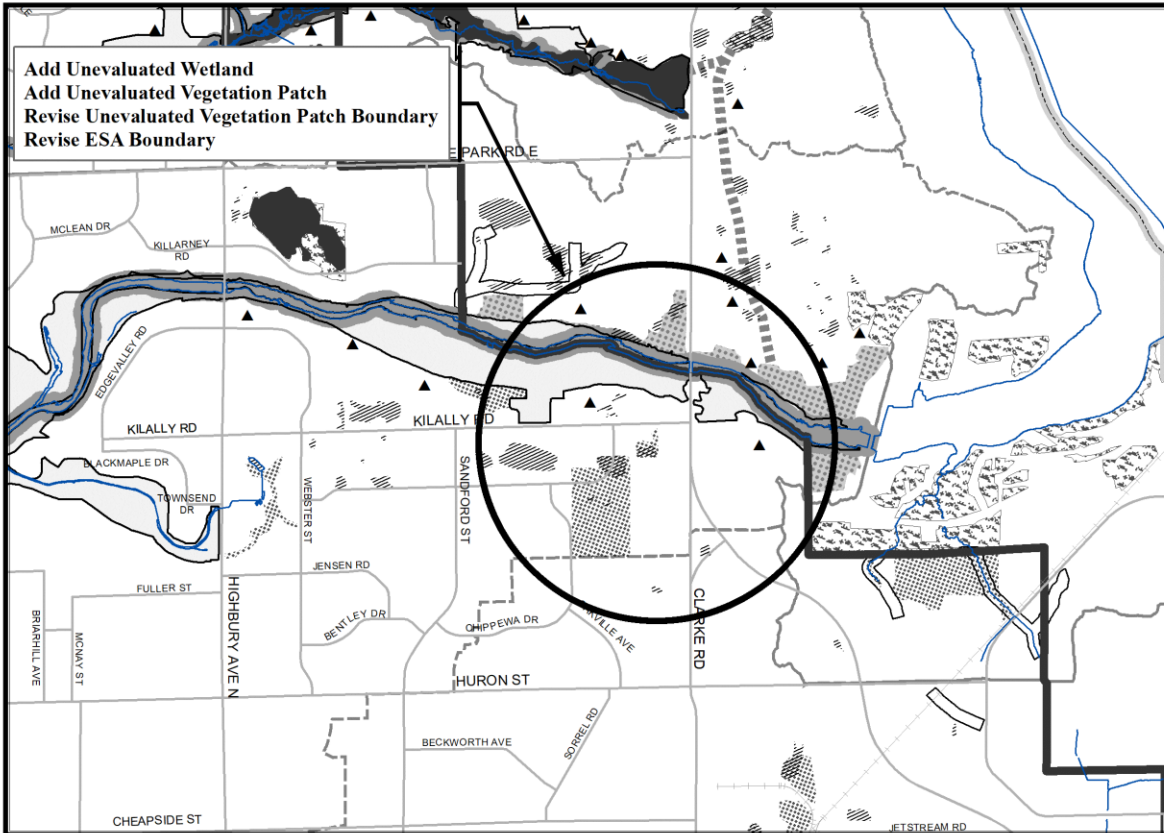 Add Unevaluated Wetland
Add Unevaluated Vegetation Patch
Revise Unevaluated Vegetation Patch Boundary
Revise ESA Boundary
E PARK RD E
MCLEAN DR
KILLARNEY
RD
EDGEVALLEY RD
KILALLY RD
KILALLY RD
BLACKMAPLE DR
TOWNSEND
DR
WEBSTER ST
SANDFORD ST
JENSEN RD
FULLER ST
BENTLEY DR
CHIPPEWA DR
BRIARHILL AVE
MCNAY ST
HIGHBURY AVE N
CLARKE RD
HURON ST
BECKWORTH AVE
SORREL RD
CHEAPSIDE ST
JETSTREAM RD